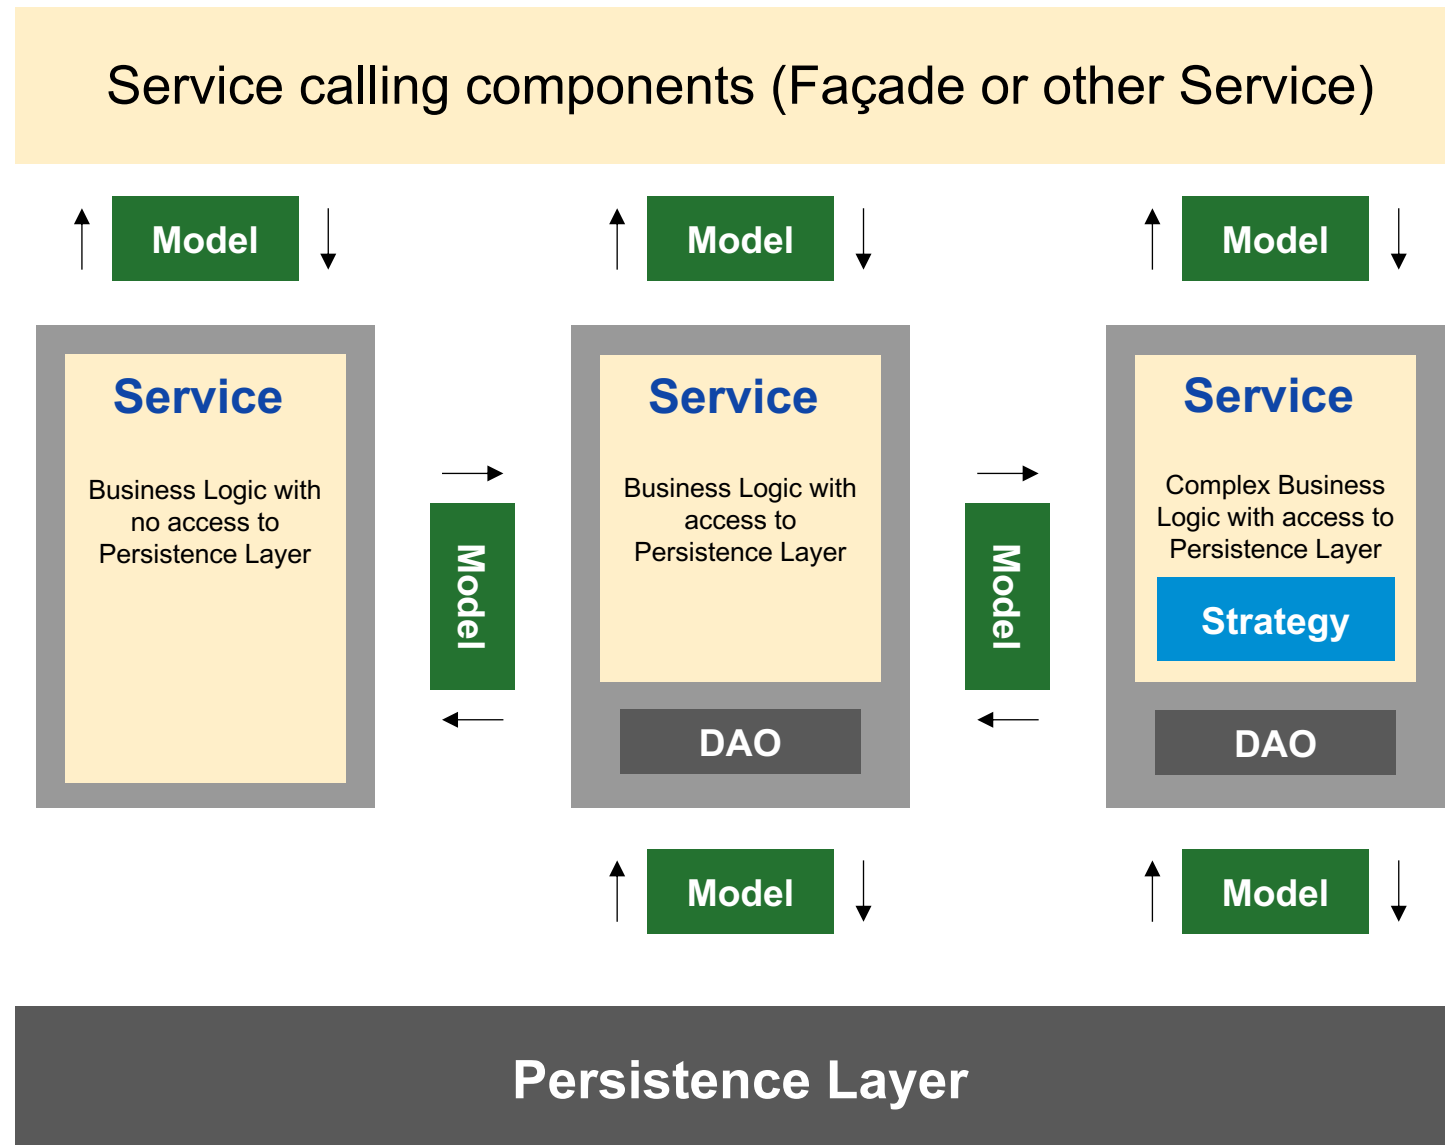 Service calling components (Façade or other Service)
Model
Model
Model
Service
Business Logic with
no access to
Persistence Layer
Model
Service
Business Logic with
access to
Persistence Layer
DAO
Model
Service
Complex Business
Logic with access to
Persistence Layer
Strategy
DAO
Model
Model
Persistence Layer